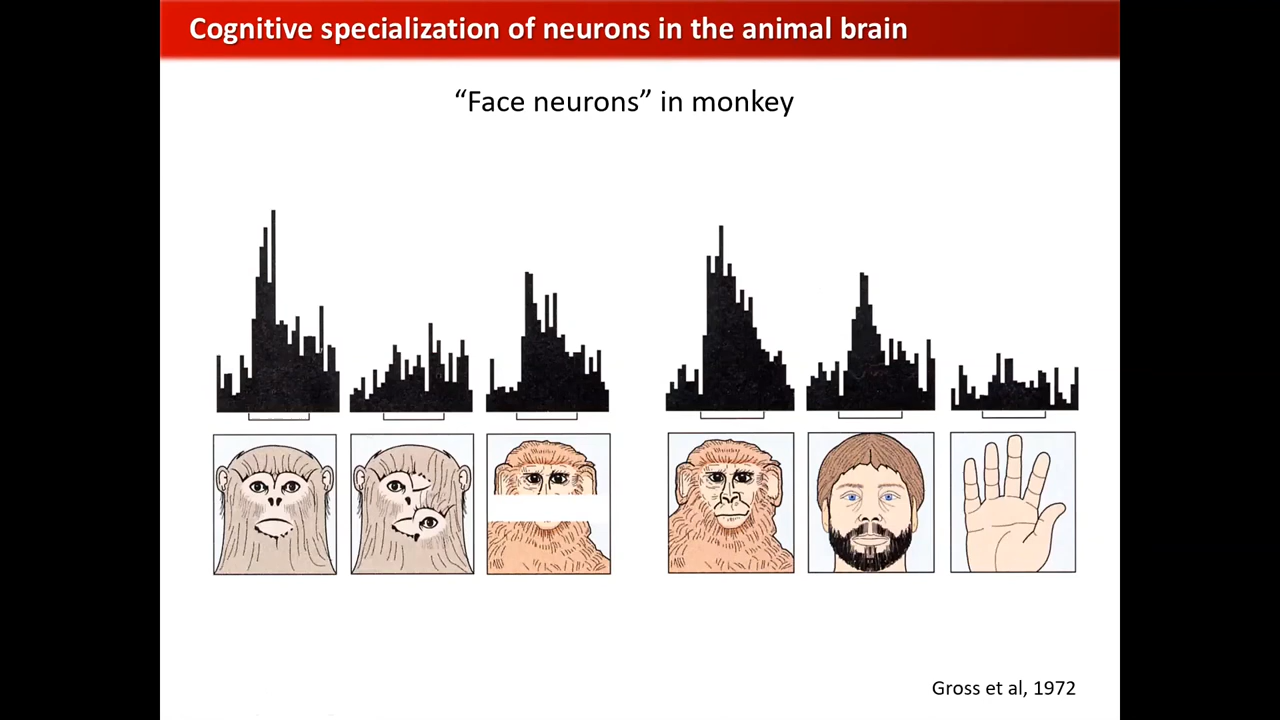 Cognitive specialization of neurons in the animal brain
“Face neurons” in monkey
Gross et al, 1972